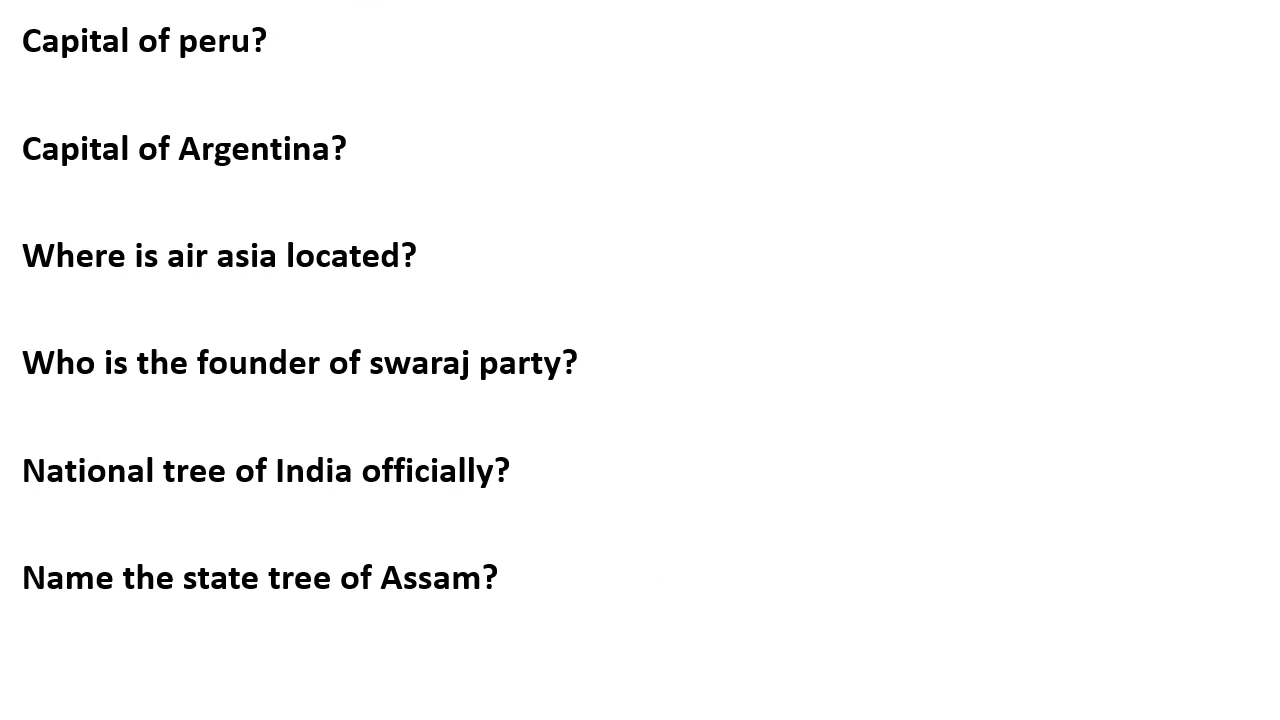 Capital of peru?
Capital of Argentina?
Where is air asia located?
Who is the founder of swaraj party?
National tree of India officially?
Name the state tree of Assam?